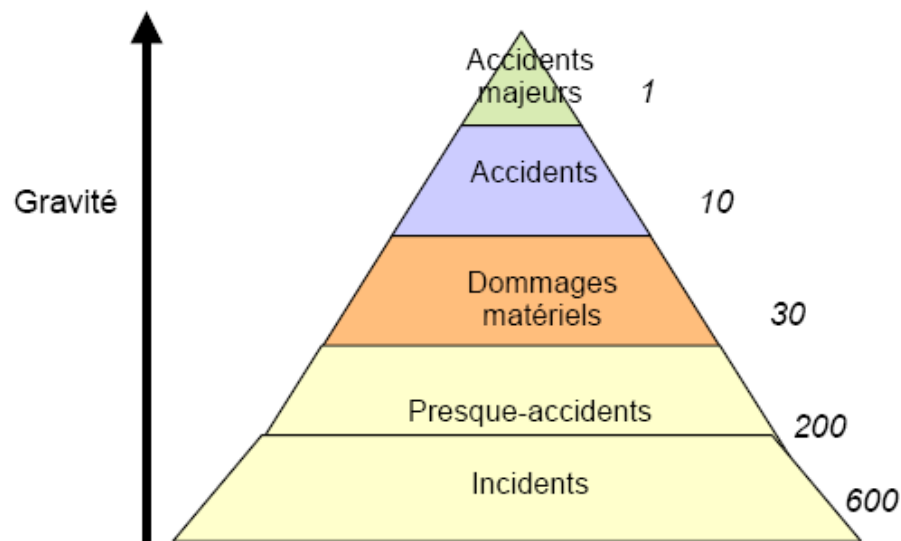 Accidents
majeurs
1
Accidents
Gravité
10
Dommages
matériels
30
Presque-accidents
200
Incidents
600